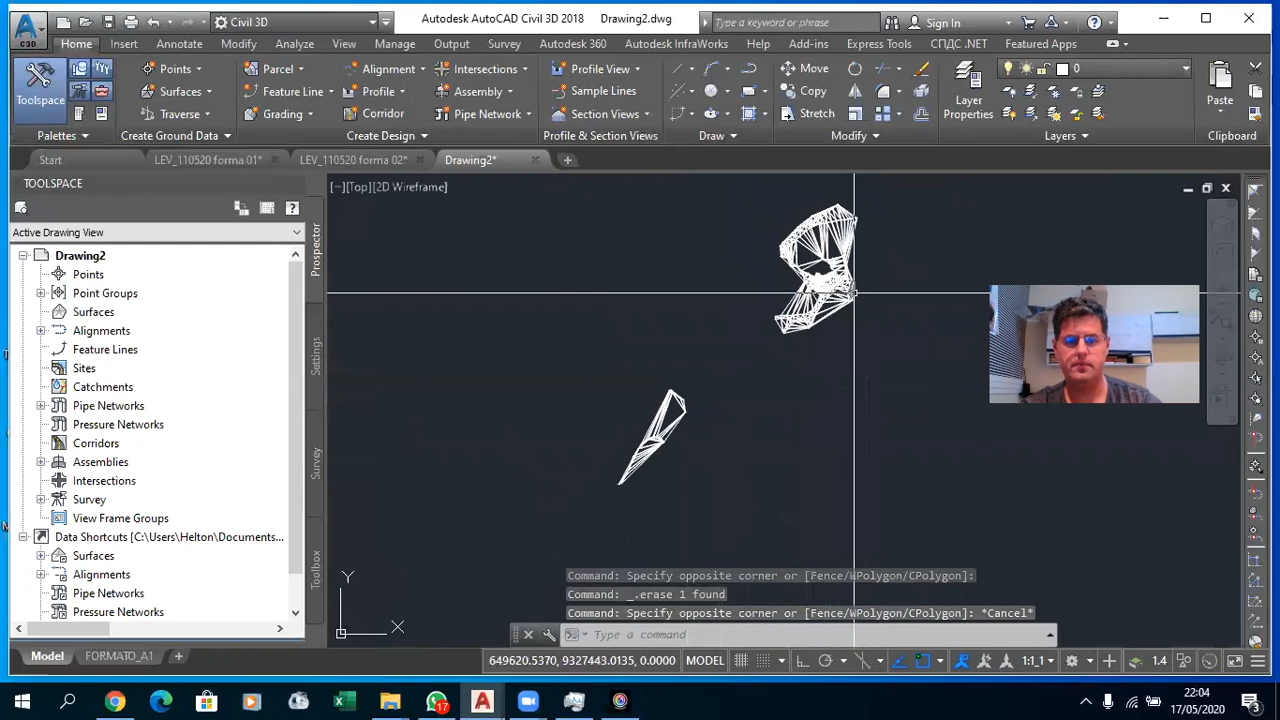 C3D
Civil 3D
Autodesk AutoCAD Civil 3D 2018 Drawing2.dwg
Type a keyword or phrase
Sign In
Home Insert Annotate Modify Analyze View Manage Output Survey Autodesk 360 Autodesk InfraWorks Help Add-ins Express Tools СПДС .NET Featured Apps
Toolspace
Points
Surfaces
Traverse
Parcel
Feature Line
Grading
Alignment
Profile
Corridor
Intersections
Assembly
Pipe Network
Profile View
Sample Lines
Section Views
Move
Copy
Stretch
Layer
Properties
0
Paste
Palettes Create Ground Data Create Design Profile & Section Views Draw Modify Layers Clipboard
Start LEV_110520 forma 01* LEV_110520 forma 02* Drawing2*
TOOLSPACE
Active Drawing View
Drawing2
Points
Point Groups
Surfaces
Alignments
Feature Lines
Sites
Catchments
Pipe Networks
Pressure Networks
Corridors
Assemblies
Intersections
Survey
View Frame Groups
Data Shortcuts [C:\Users\Helton\Documents...
Surfaces
Alignments
Pipe Networks
Pressure Networks
Prospector
Settings
Survey
Toolbox
[−][Top][2D Wireframe]
Y
X
Command: Specify opposite corner or [Fence/WPolygon/CPolygon]:
Command: _.erase 1 found
Command: Specify opposite corner or [Fence/WPolygon/CPolygon]: *Cancel*
Type a command
Model FORMATO_A1
649620.5370, 9327443.0135, 0.0000 MODEL 1:1_1 1.4
17
22:04
17/05/2020
3